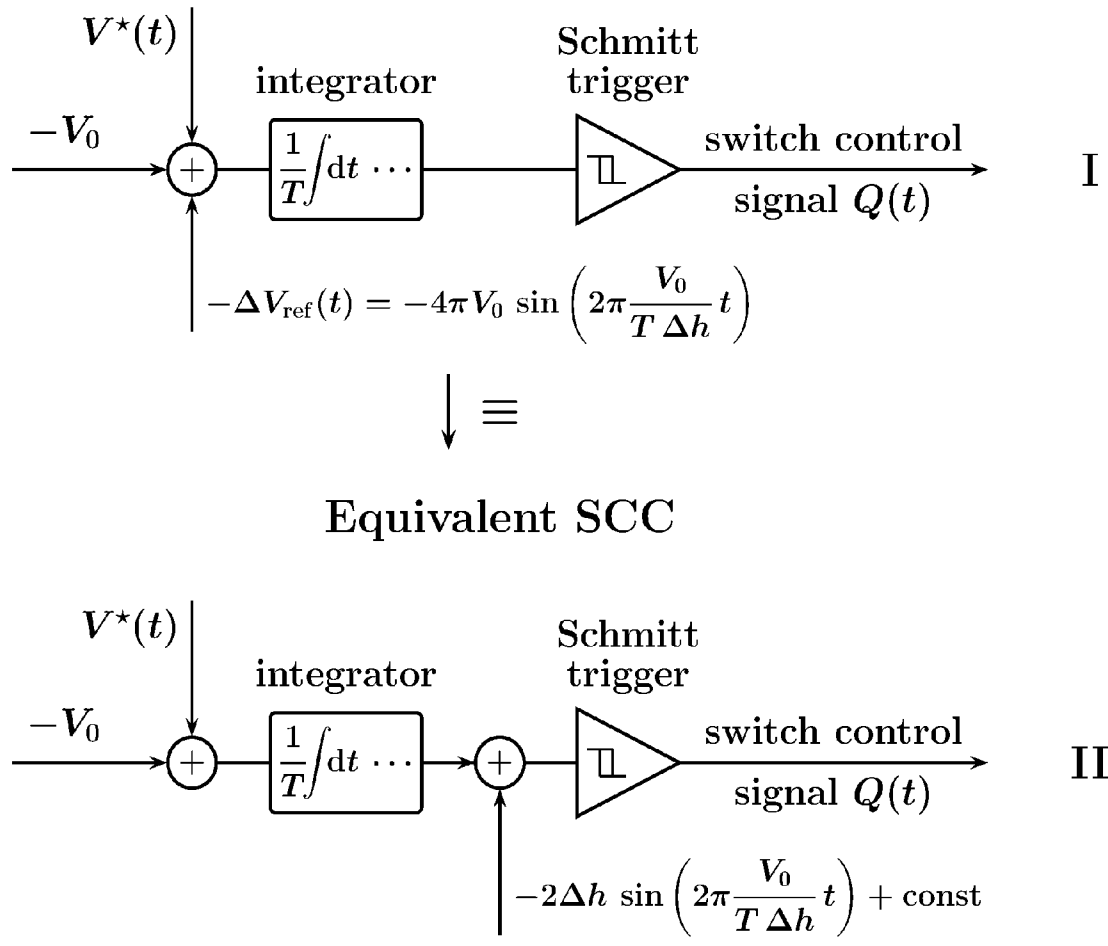 V⋆(t)
Schmitt
trigger
integrator
−V₀
+
1/T ∫dt ⋯
switch control
signal Q(t)
I
−ΔV_ref(t) = −4πV₀ sin(2π V₀/(T Δh) t)
≡
Equivalent SCC
V⋆(t)
Schmitt
trigger
integrator
−V₀
+
1/T ∫dt ⋯
+
switch control
signal Q(t)
II
−2Δh sin(2π V₀/(T Δh) t) + const